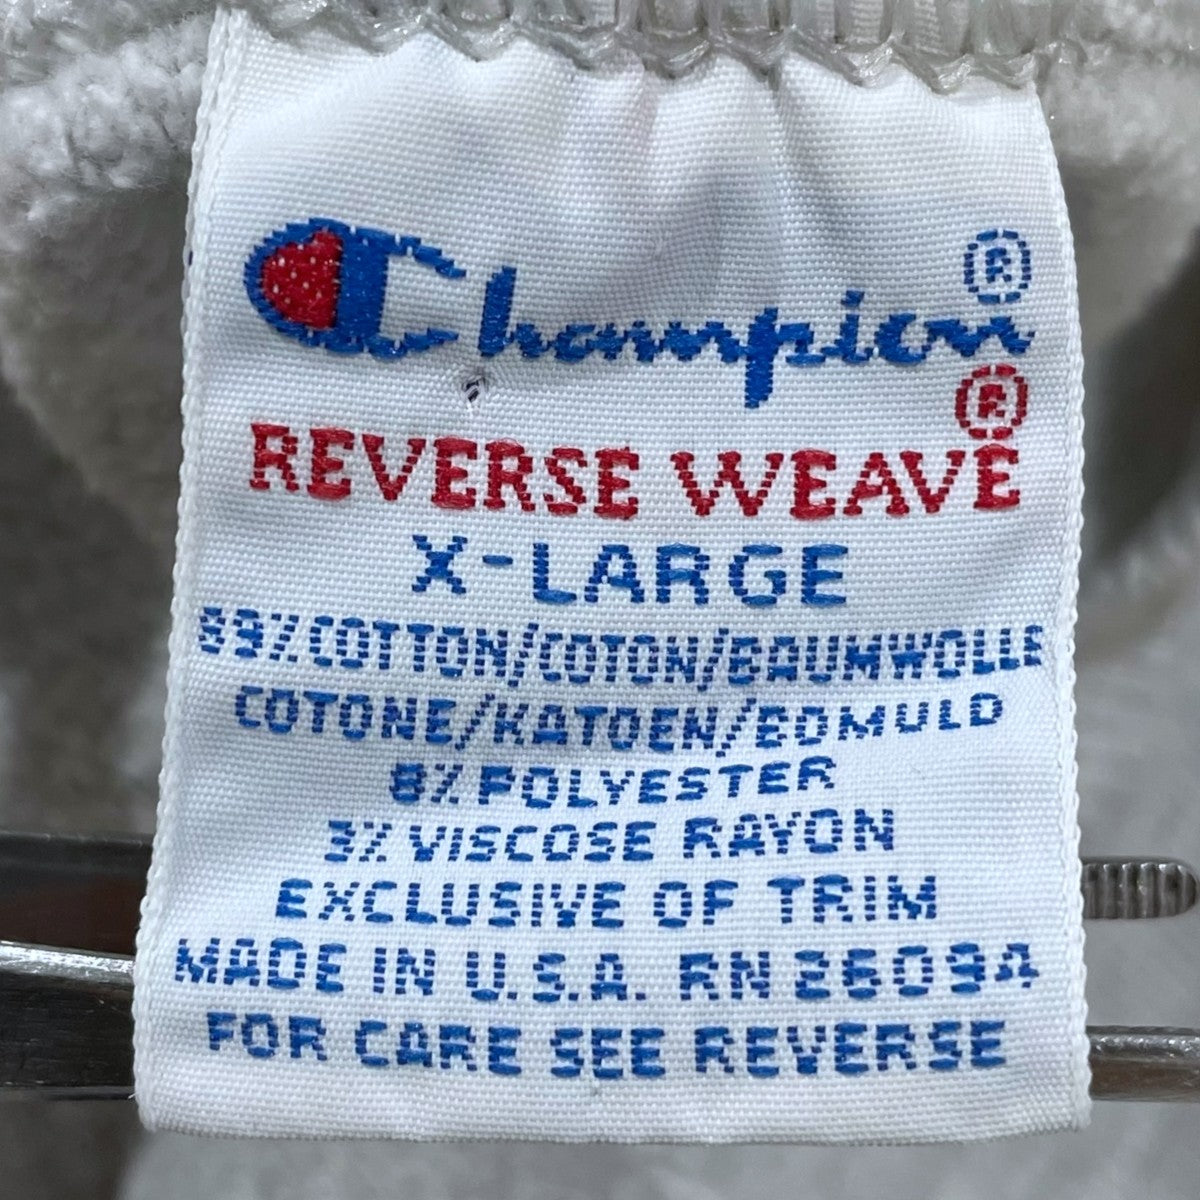 Champion®
REVERSE WEAVE®
X-LARGE
89% COTTON/COTON/BAUMWOLLE
COTONE/KATOEN/BOMULD
8% POLYESTER
3% VISCOSE RAYON
EXCLUSIVE OF TRIM
MADE IN U.S.A. RN 26094
FOR CARE SEE REVERSE